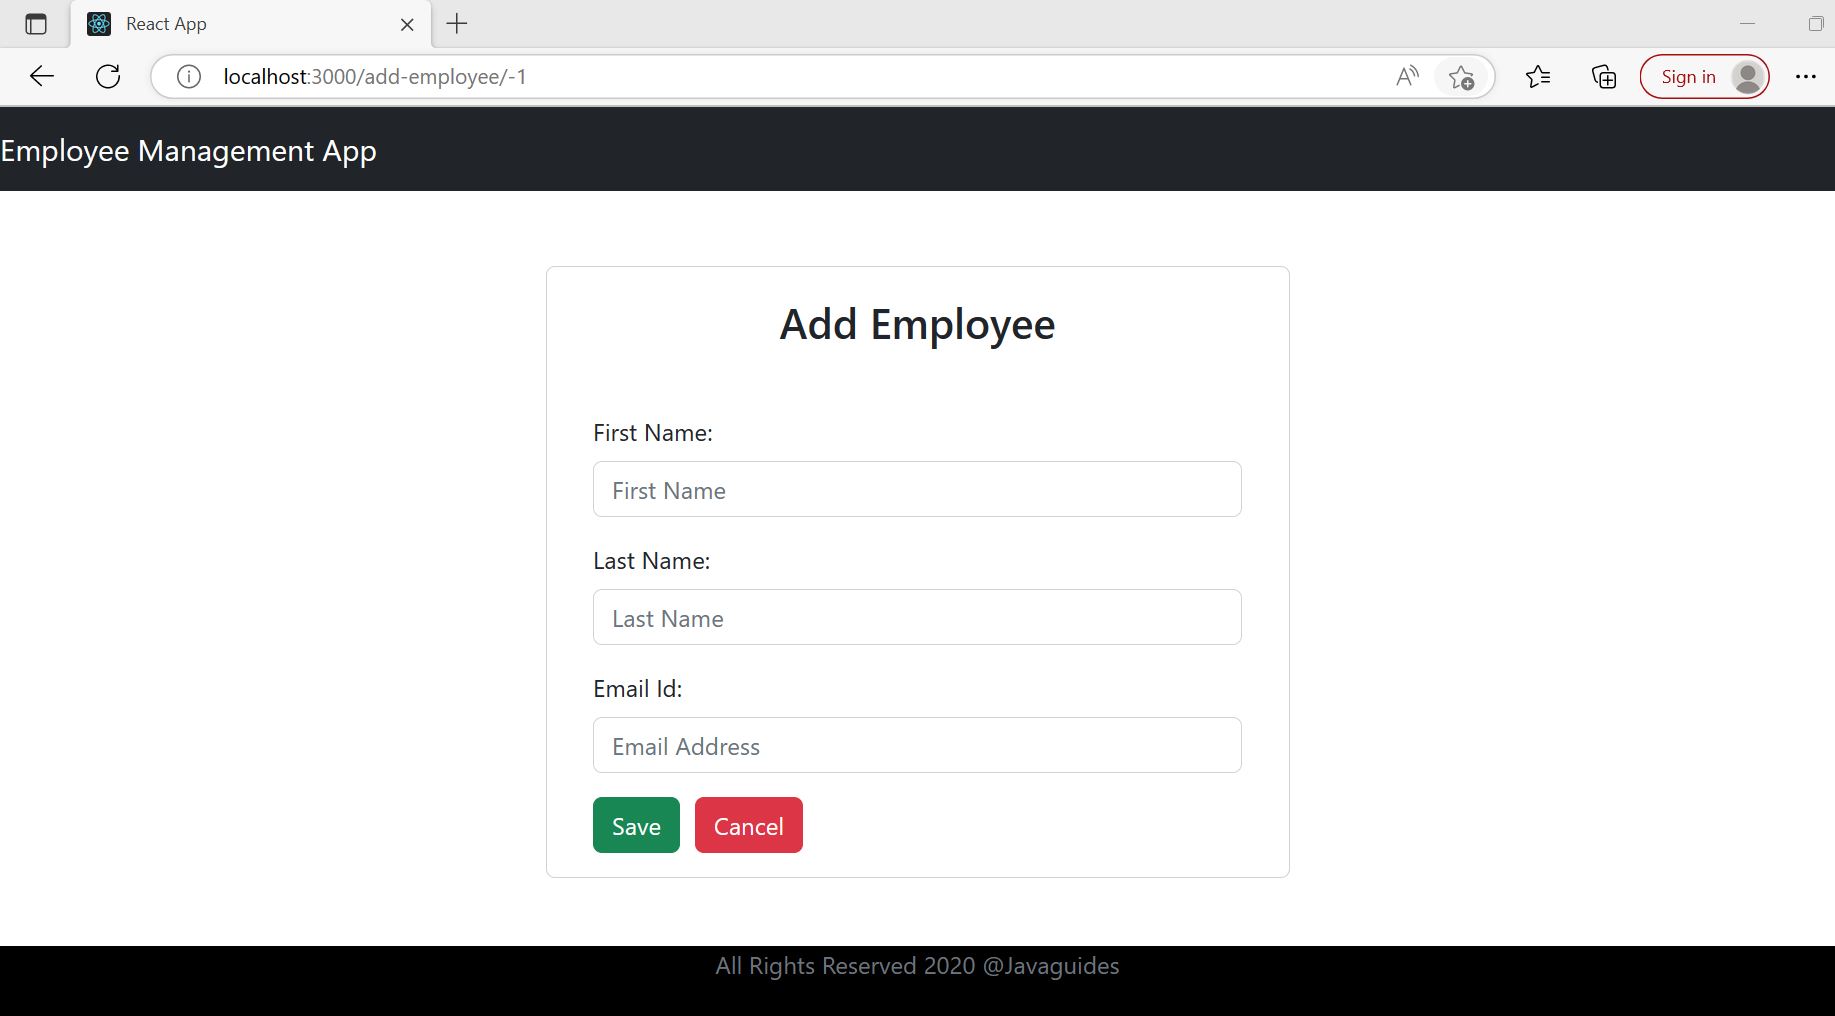 React App
localhost:3000/add-employee/-1
Sign in
Employee Management App
Add Employee
First Name:
First Name
Last Name:
Last Name
Email Id:
Email Address
Save Cancel
All Rights Reserved 2020 @Javaguides